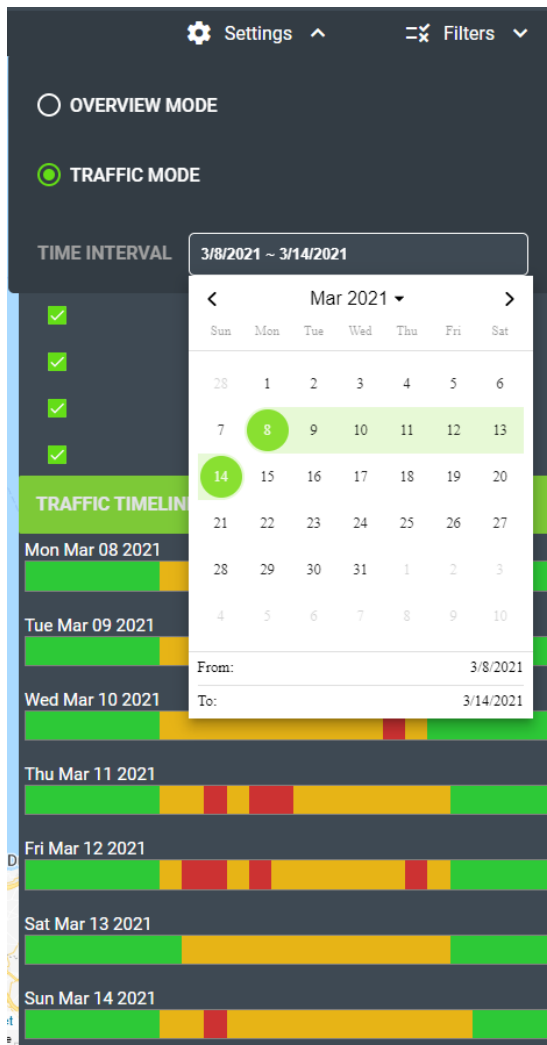 Settings Filters
OVERVIEW MODE
TRAFFIC MODE
TIME INTERVAL 3/8/2021 ~ 3/14/2021
Mar 2021
Sun Mon Tue Wed Thu Fri Sat
28 1 2 3 4 5 6
7 8 9 10 11 12 13
14 15 16 17 18 19 20
21 22 23 24 25 26 27
28 29 30 31 1 2 3
4 5 6 7 8 9 10
From: 3/8/2021
To: 3/14/2021
TRAFFIC TIMELIN
Mon Mar 08 2021
Tue Mar 09 2021
Wed Mar 10 2021
Thu Mar 11 2021
Fri Mar 12 2021
Sat Mar 13 2021
Sun Mar 14 2021